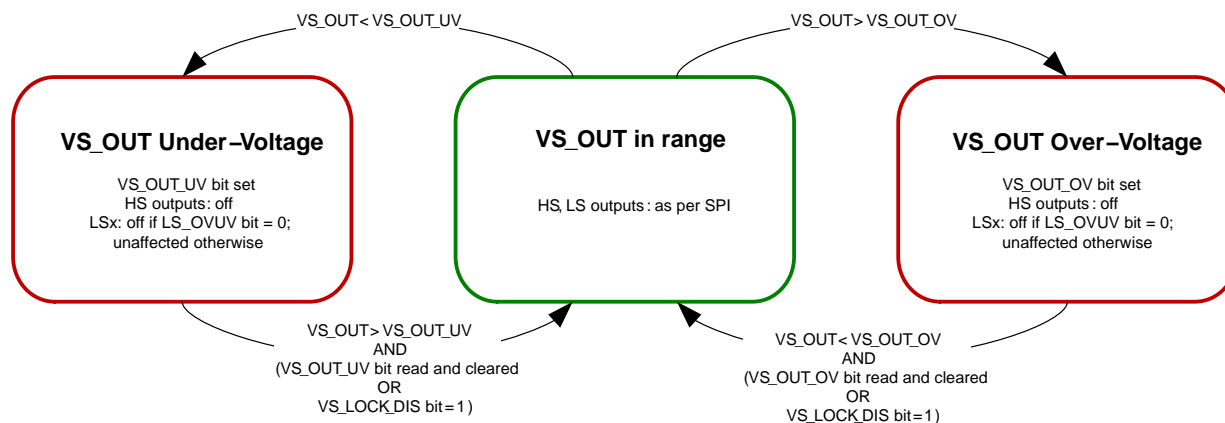 VS_OUT< VS_OUT_UV
VS_OUT> VS_OUT_OV
VS_OUT Under-Voltage
VS_OUT_UV bit set
HS outputs: off
LSx: off if LS_OVUV bit = 0;
unaffected otherwise
VS_OUT in range
HS, LS outputs: as per SPI
VS_OUT Over-Voltage
VS_OUT_OV bit set
HS outputs: off
LSx: off if LS_OVUV bit = 0;
unaffected otherwise
VS_OUT> VS_OUT_UV
AND
(VS_OUT_UV bit read and cleared
OR
VS_LOCK_DIS bit=1)
VS_OUT< VS_OUT_OV
AND
(VS_OUT_OV bit read and cleared
OR
VS_LOCK_DIS bit=1)